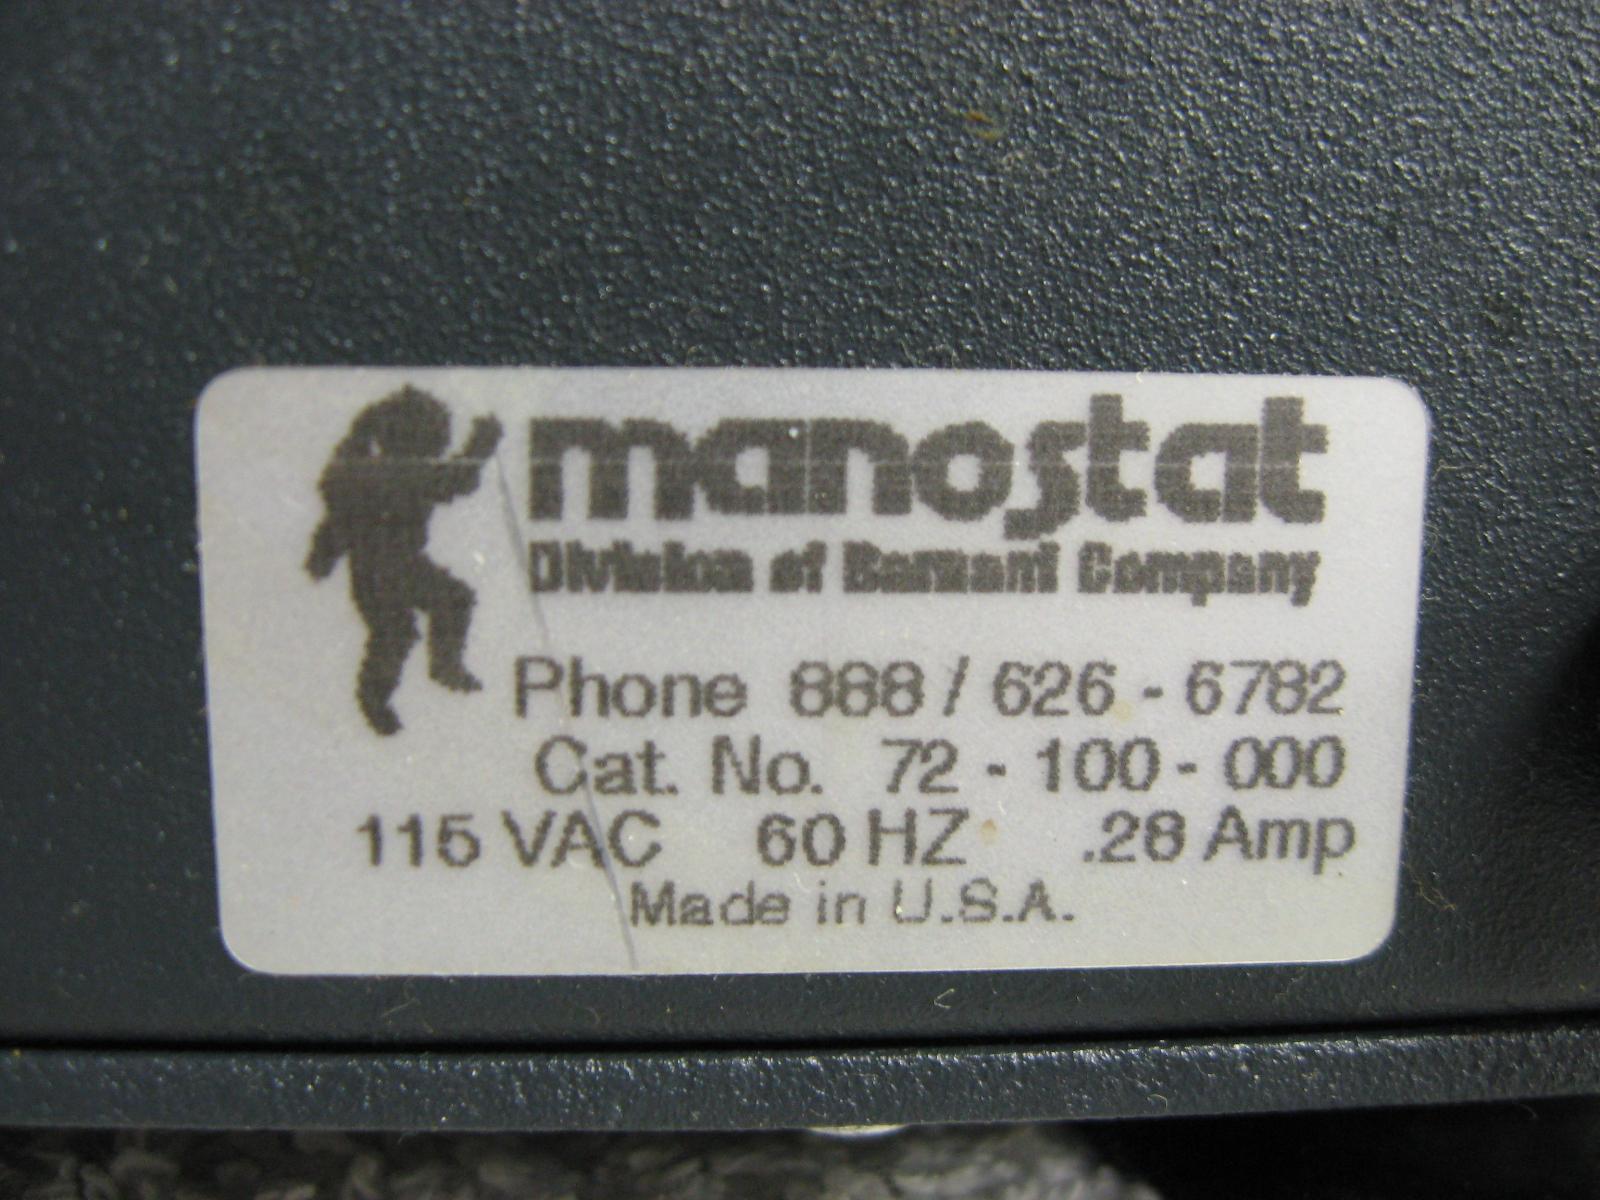 manostat
Division of Barnant Company
Phone 888 / 626 - 6782
Cat. No. 72 - 100 - 000
115 VAC 60 HZ .28 Amp
Made in U.S.A.